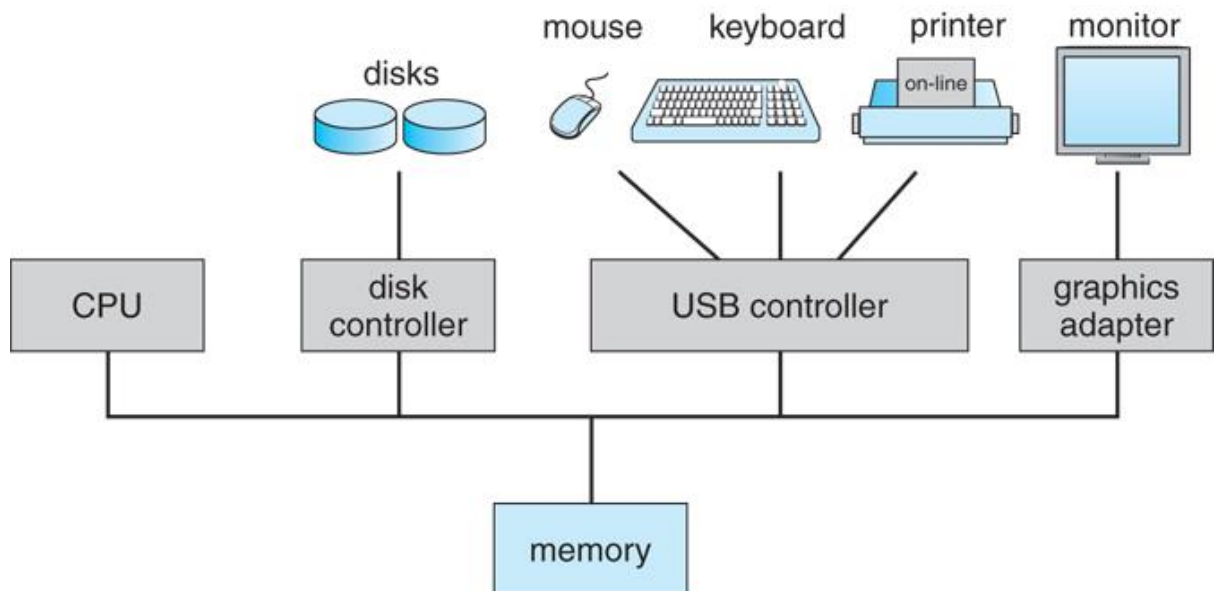 mouse
keyboard
printer
monitor
disks
on-line
CPU
disk
controller
USB controller
graphics
adapter
memory